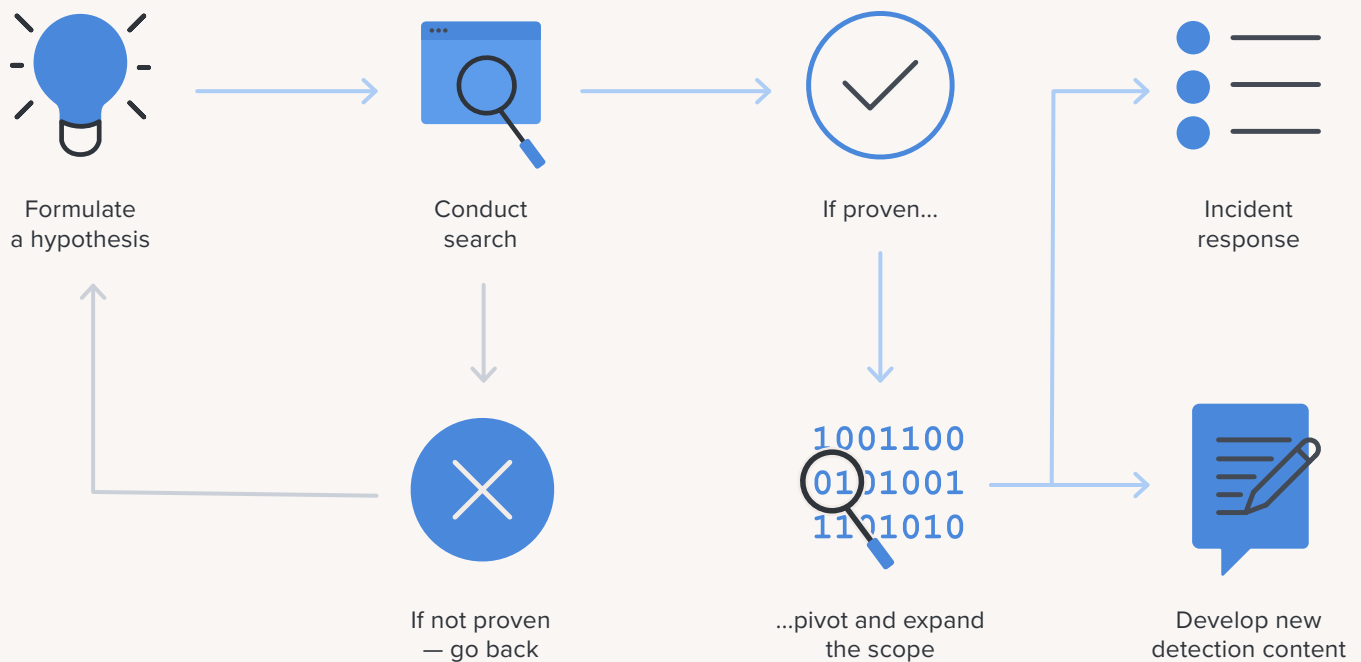 Formulate
a hypothesis
Conduct
search
If proven...
Incident
response
1001100
0101001
1101010
If not proven
— go back
...pivot and expand
the scope
Develop new
detection content